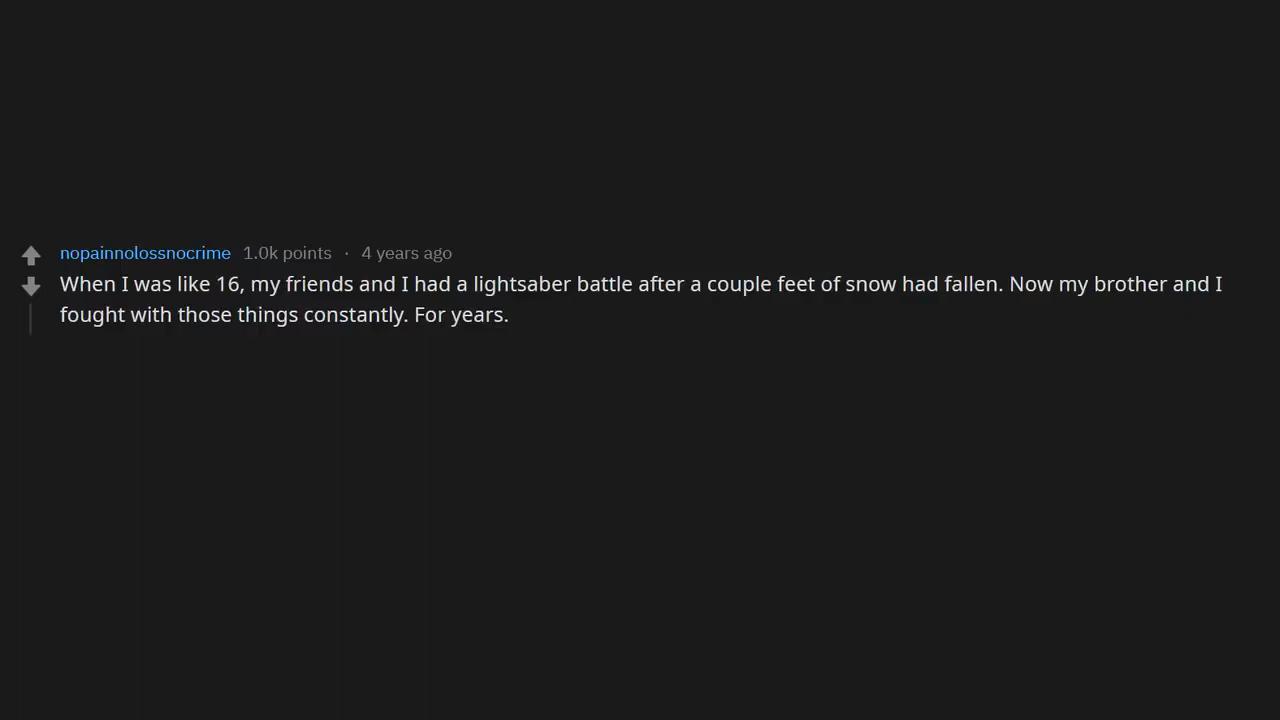 nopainnolossnocrime 1.0k points · 4 years ago
When I was like 16, my friends and I had a lightsaber battle after a couple feet of snow had fallen. Now my brother and I
fought with those things constantly. For years.